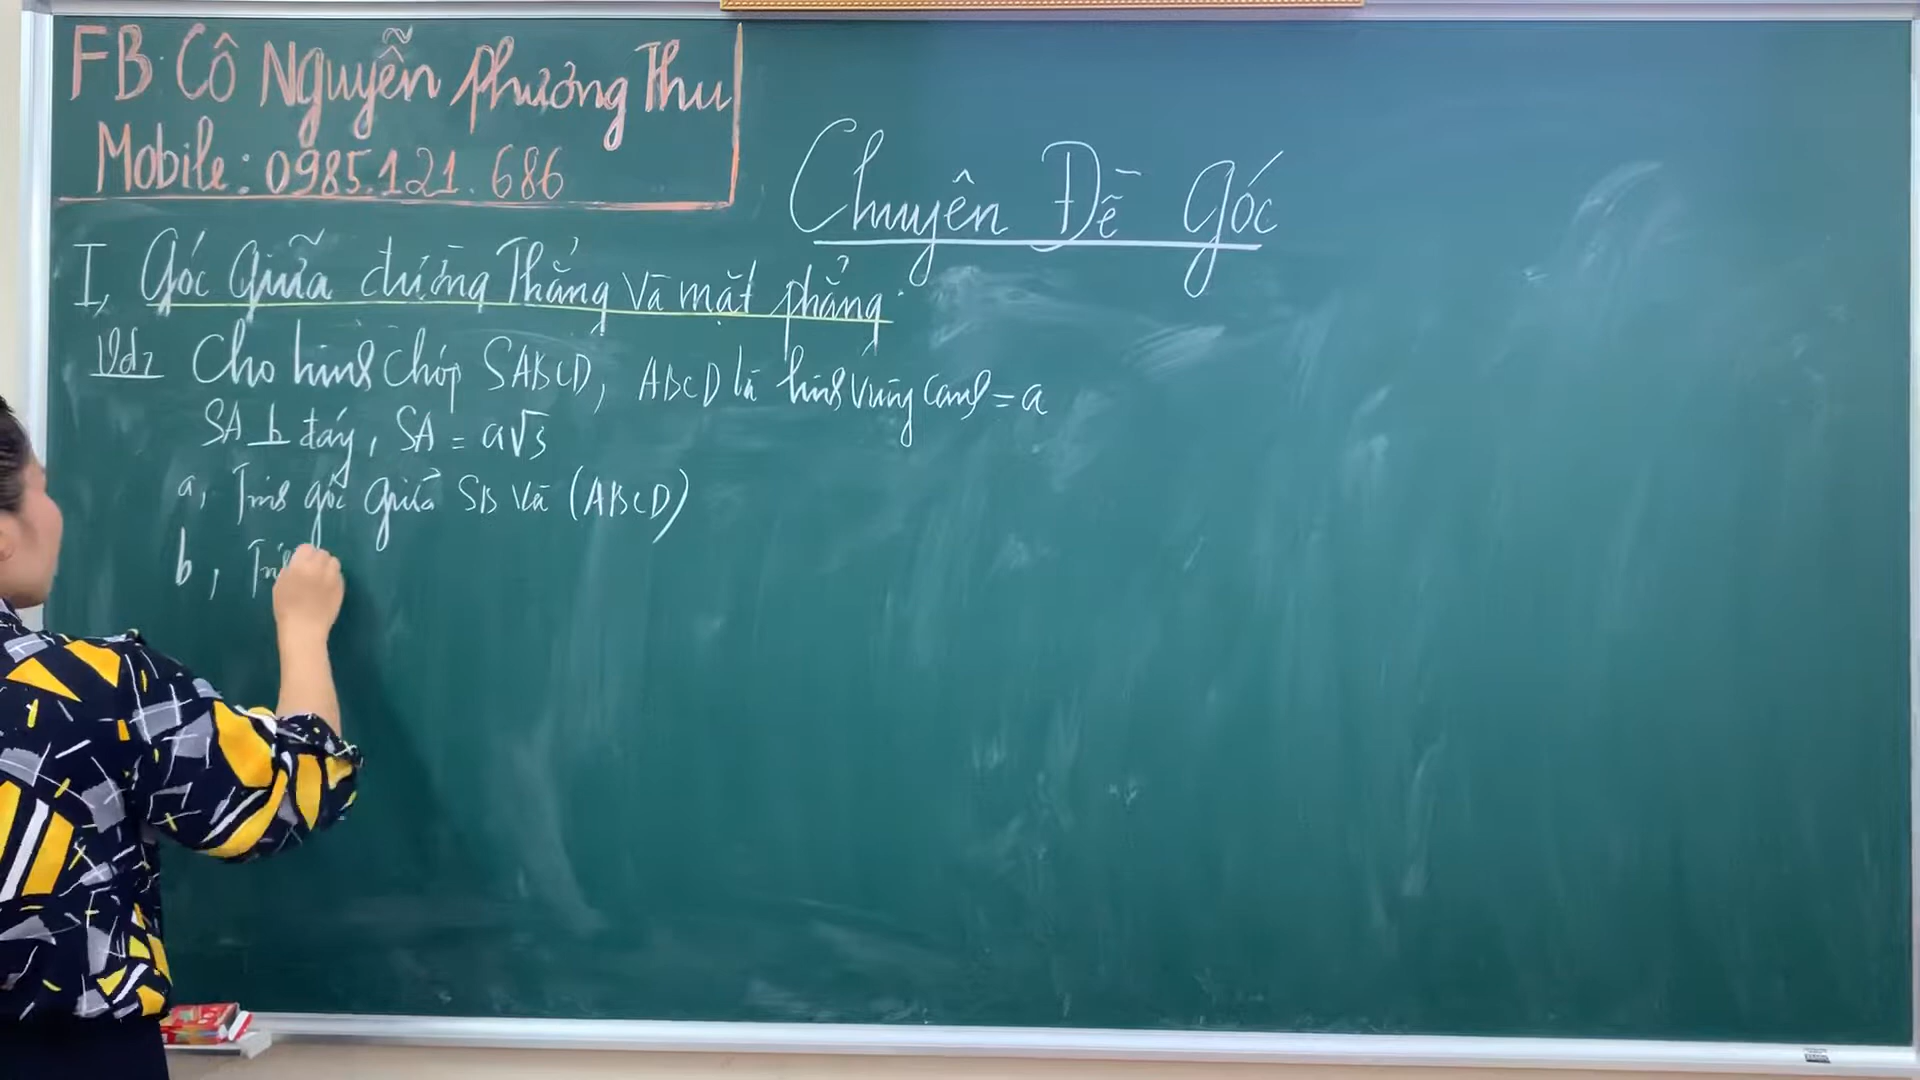 FB: Cô Nguyễn Phương Thu
Mobile: 0985.121.686
Chuyên Đề Góc
I, Góc giữa đường thẳng và mặt phẳng
Vd1 Cho hình chóp SABCD, ABCD là hình vuông cạnh = a
SA ⊥ đáy, SA = a√3
a, Tính góc giữa SB và (ABCD)
b, Tính